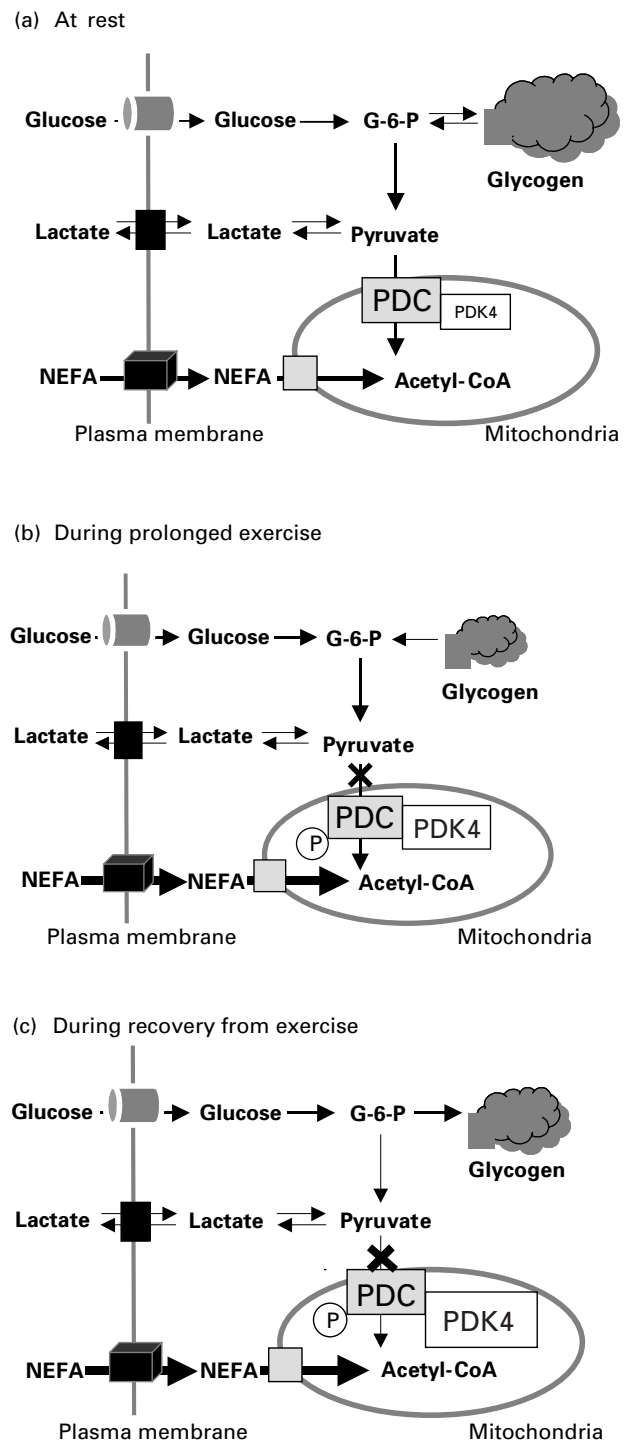 (a) At rest
Glucose Glucose G-6-P
Glycogen
Lactate Lactate Pyruvate
PDC
PDK4
NEFA NEFA Acetyl-CoA
Plasma membrane Mitochondria
(b) During prolonged exercise
Glucose Glucose G-6-P
Glycogen
Lactate Lactate Pyruvate
P PDC PDK4
NEFA NEFA Acetyl-CoA
Plasma membrane Mitochondria
(c) During recovery from exercise
Glucose Glucose G-6-P
Glycogen
Lactate Lactate Pyruvate
P PDC PDK4
NEFA NEFA Acetyl-CoA
Plasma membrane Mitochondria